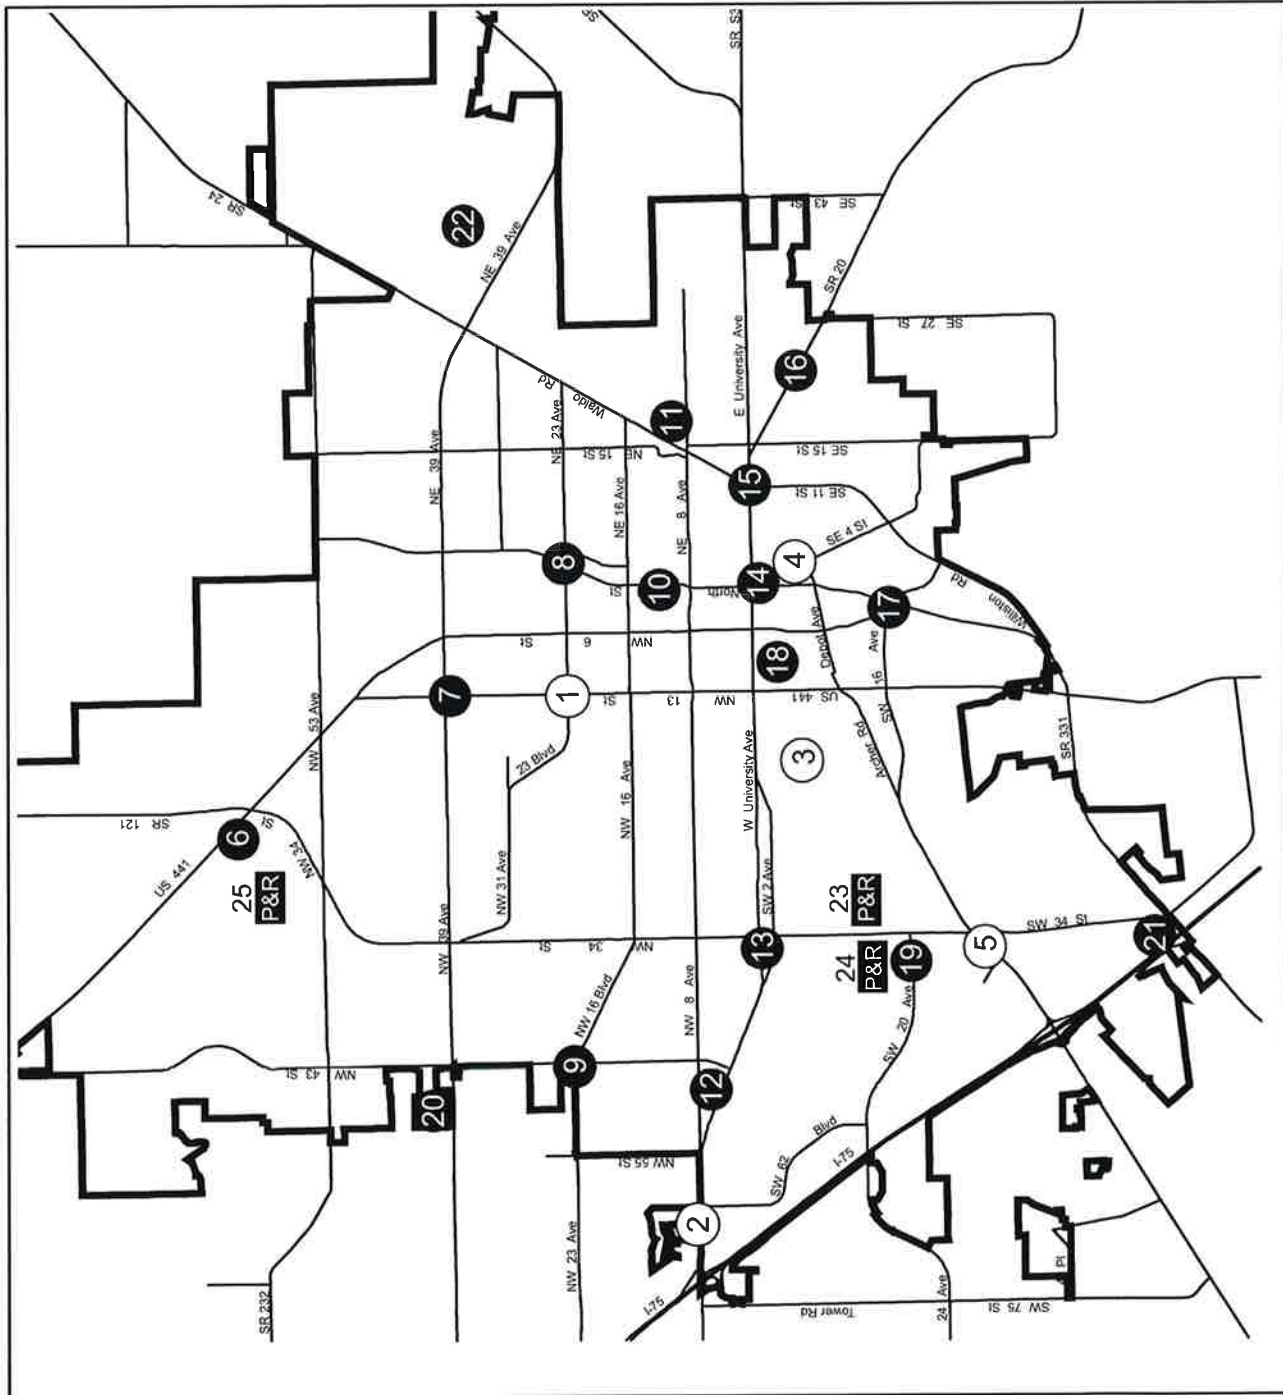 SR S
SR 24
22
NE 39 Ave
SE 43 St
SR 20
SE 27 St
E University Ave
16
Waldo
Rd
11
NE 23 Ave
NE 39 Ave
NE 15 St
SE 15 St
NE 16 Ave
NE 8 Ave
15
SE 11 St
SE 4 St
8
4
10
14
North
St
17
Rd
Williston
NW 6 St
Depot Ave
18
SW 16 Ave
7
1
NW 13 St
US 441
NW 53 Ave
23 Blvd
NW 16 Ave
W University Ave
3
Archer Rd
SR 331
SR 121
6
NW 34
St
US 441
25
P&R
NW 31 Ave
SW 2 Ave
23
P&R
NW 39 Ave
NW 34 St
13
24
P&R
19
5
SW 34 St
21
NW 16 Blvd
NW 8 Ave
SW 20 Ave
9
NW 43 St
20
12
SW 62 Blvd
I-75
NW 55 St
2
NW 23 Ave
I-75
SR 232
Tower Rd
24 Ave
SW 75 St
Pl